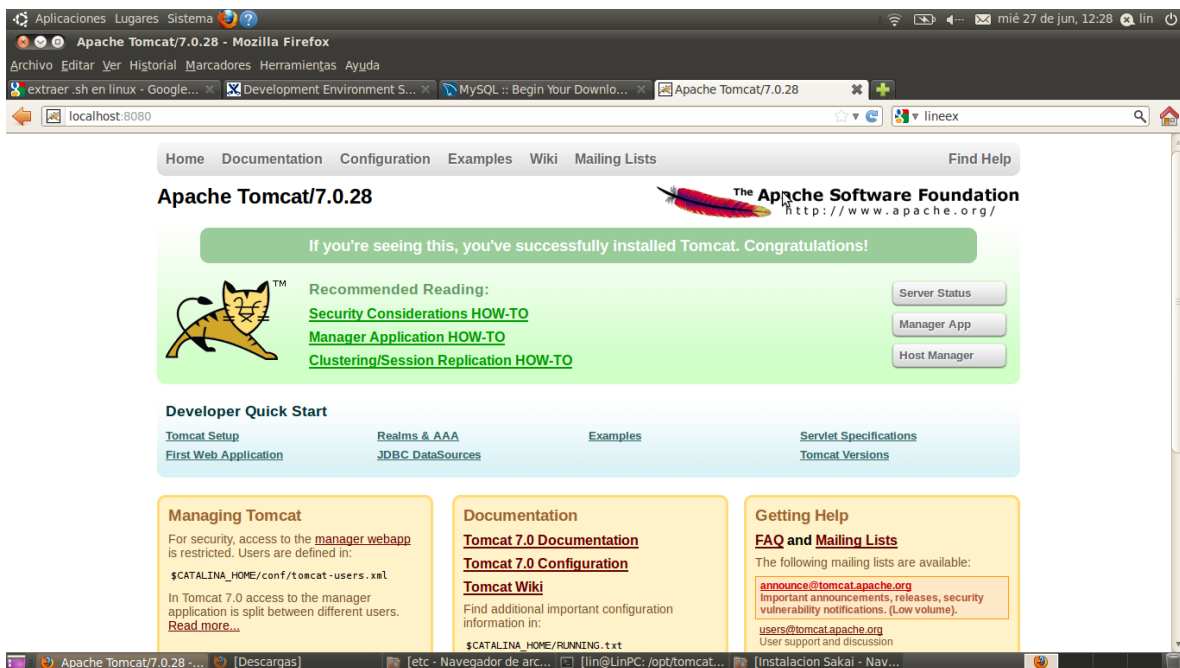 Aplicaciones Lugares Sistema mié 27 de jun, 12:28 lin
Apache Tomcat/7.0.28 - Mozilla Firefox
Archivo Editar Ver Historial Marcadores Herramientas Ayuda
extraer .sh en linux - Google... Development Environment S... MySQL :: Begin Your Downlo... Apache Tomcat/7.0.28
localhost:8080 lineex
Home Documentation Configuration Examples Wiki Mailing Lists Find Help
Apache Tomcat/7.0.28
The Apache Software Foundation
http://www.apache.org/
If you're seeing this, you've successfully installed Tomcat. Congratulations!
TM
Recommended Reading:
Security Considerations HOW-TO
Manager Application HOW-TO
Clustering/Session Replication HOW-TO
Server Status
Manager App
Host Manager
Developer Quick Start
Tomcat Setup Realms & AAA Examples Servlet Specifications
First Web Application JDBC DataSources Tomcat Versions
Managing Tomcat
For security, access to the manager webapp
is restricted. Users are defined in:
$CATALINA_HOME/conf/tomcat-users.xml
In Tomcat 7.0 access to the manager
application is split between different users.
Read more...
Documentation
Tomcat 7.0 Documentation
Tomcat 7.0 Configuration
Tomcat Wiki
Find additional important configuration
information in:
$CATALINA_HOME/RUNNING.txt
Getting Help
FAQ and Mailing Lists
The following mailing lists are available:
announce@tomcat.apache.org
Important announcements, releases, security
vulnerability notifications. (Low volume).
users@tomcat.apache.org
User support and discussion
Apache Tomcat/7.0.28 -... [Descargas] [etc - Navegador de arc... [lin@LinPC: /opt/tomcat... [Instalacion Sakai - Nav...